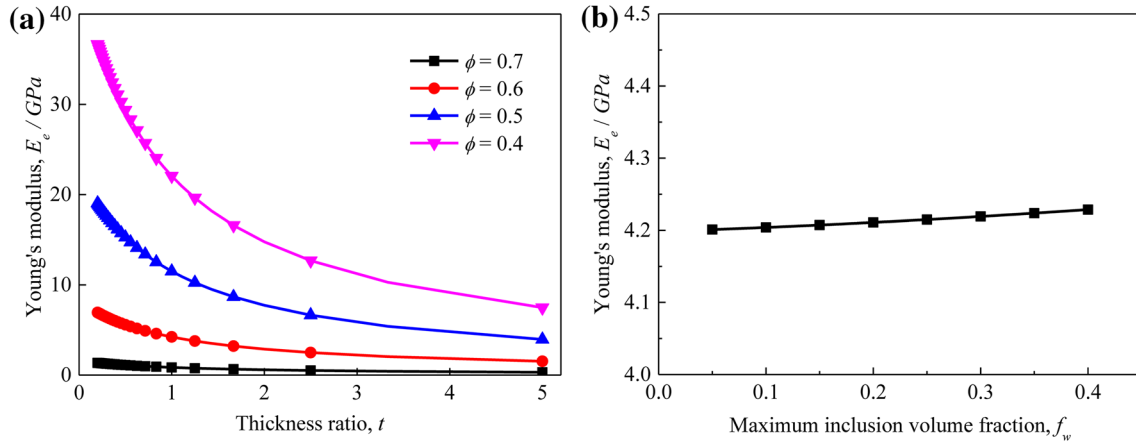 (a)
Young's modulus, E_e / GPa
40
30
20
10
0
ϕ = 0.7
ϕ = 0.6
ϕ = 0.5
ϕ = 0.4
0 1 2 3 4 5
Thickness ratio, t
(b)
Young's modulus, E_e / GPa
4.5
4.4
4.3
4.2
4.1
4.0
0.1 0.2 0.3 0.4
Maximum inclusion volume fraction, f_w